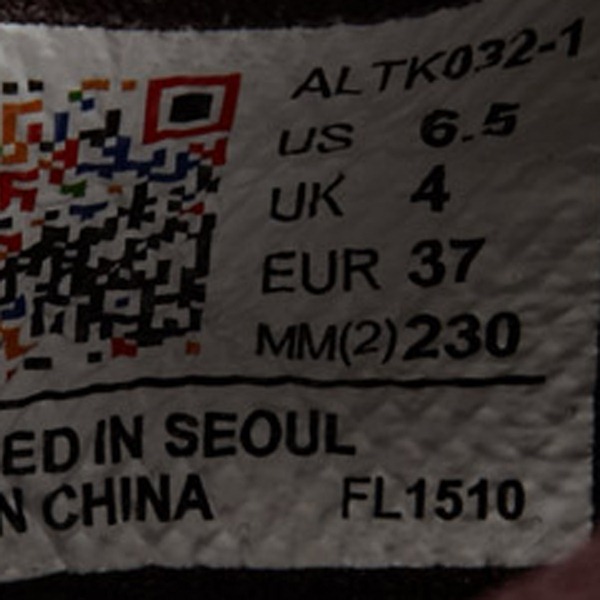 ALTK032-1
US 6.5
UK 4
EUR 37
MM(2) 230
ED IN SEOUL
N CHINA FL1510